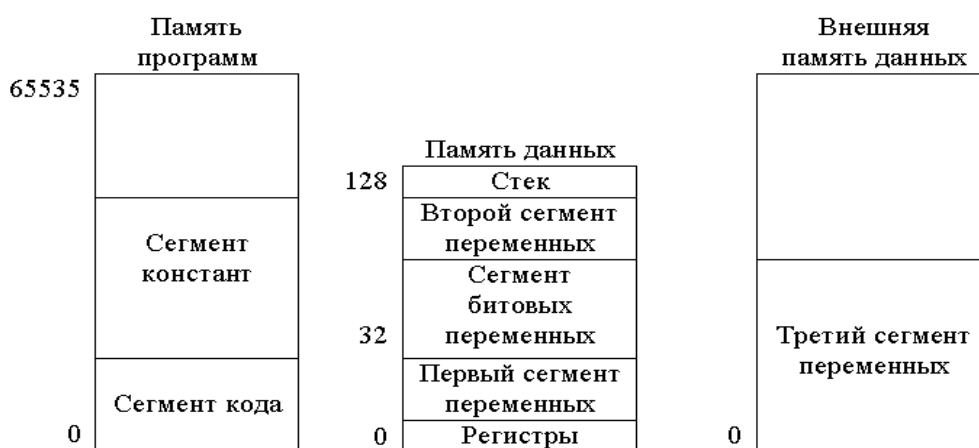 Память
программ
65535
Сегмент
констант
Сегмент кода
0
Память данных
128
Стек
Второй сегмент
переменных
Сегмент
битовых
переменных
32
Первый сегмент
переменных
0
Регистры
Внешняя
память данных
Третий сегмент
переменных
0